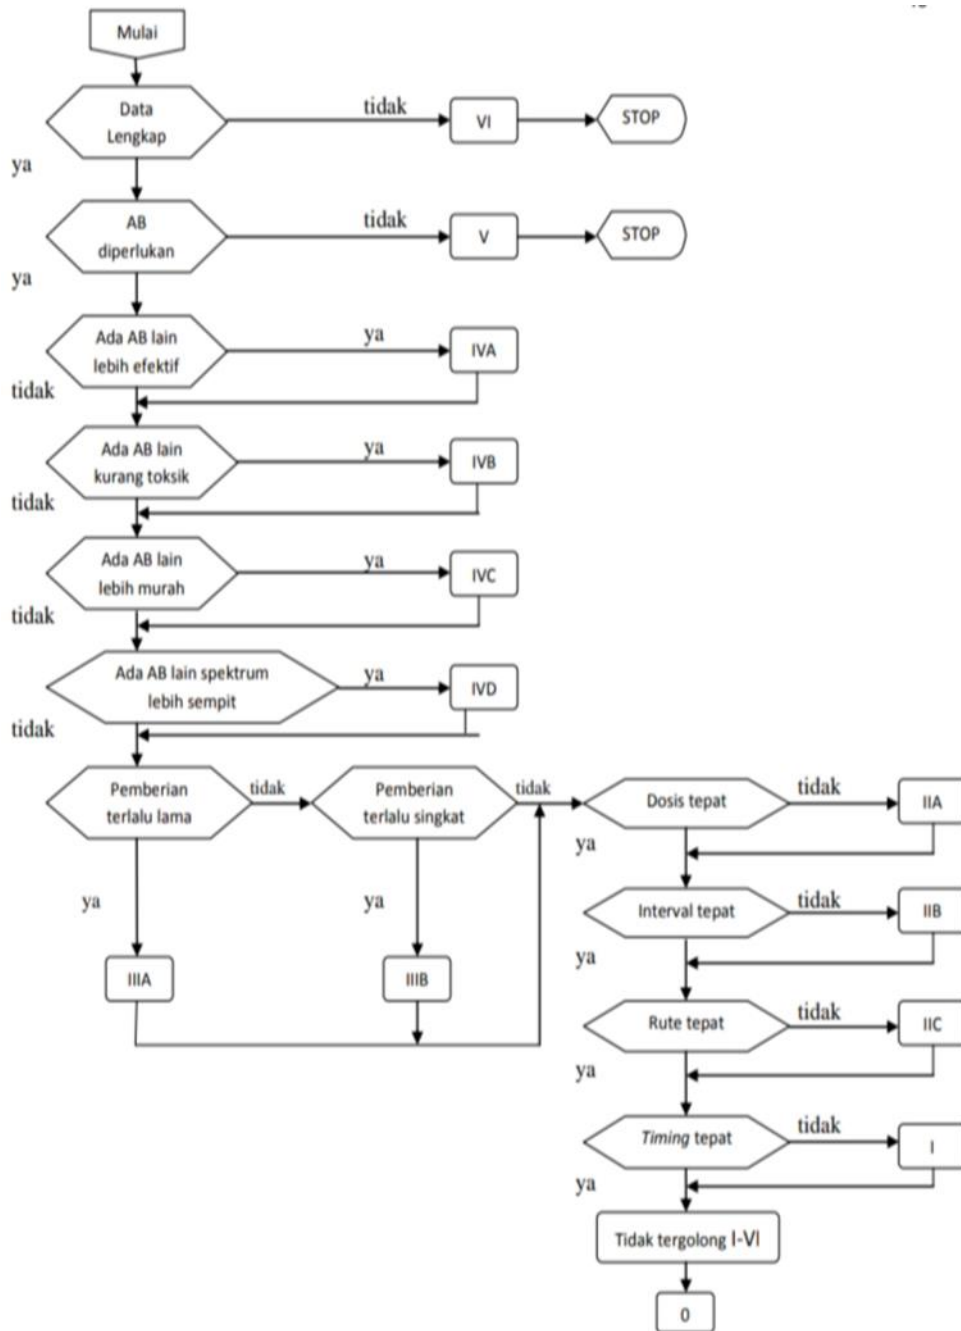 Mulai
Data
Lengkap
tidak
VI
STOP
ya
AB
diperlukan
tidak
V
STOP
ya
Ada AB lain
lebih efektif
ya
IVA
tidak
Ada AB lain
kurang toksik
ya
IVB
tidak
Ada AB lain
lebih murah
ya
IVC
tidak
Ada AB lain spektrum
lebih sempit
ya
IVD
tidak
Pemberian
terlalu lama
tidak
Pemberian
terlalu singkat
tidak
Dosis tepat
tidak
IIA
ya
Interval tepat
tidak
IIB
ya
ya
ya
IIIA
IIIB
Rute tepat
tidak
IIC
ya
Timing tepat
tidak
I
ya
Tidak tergolong I-VI
0